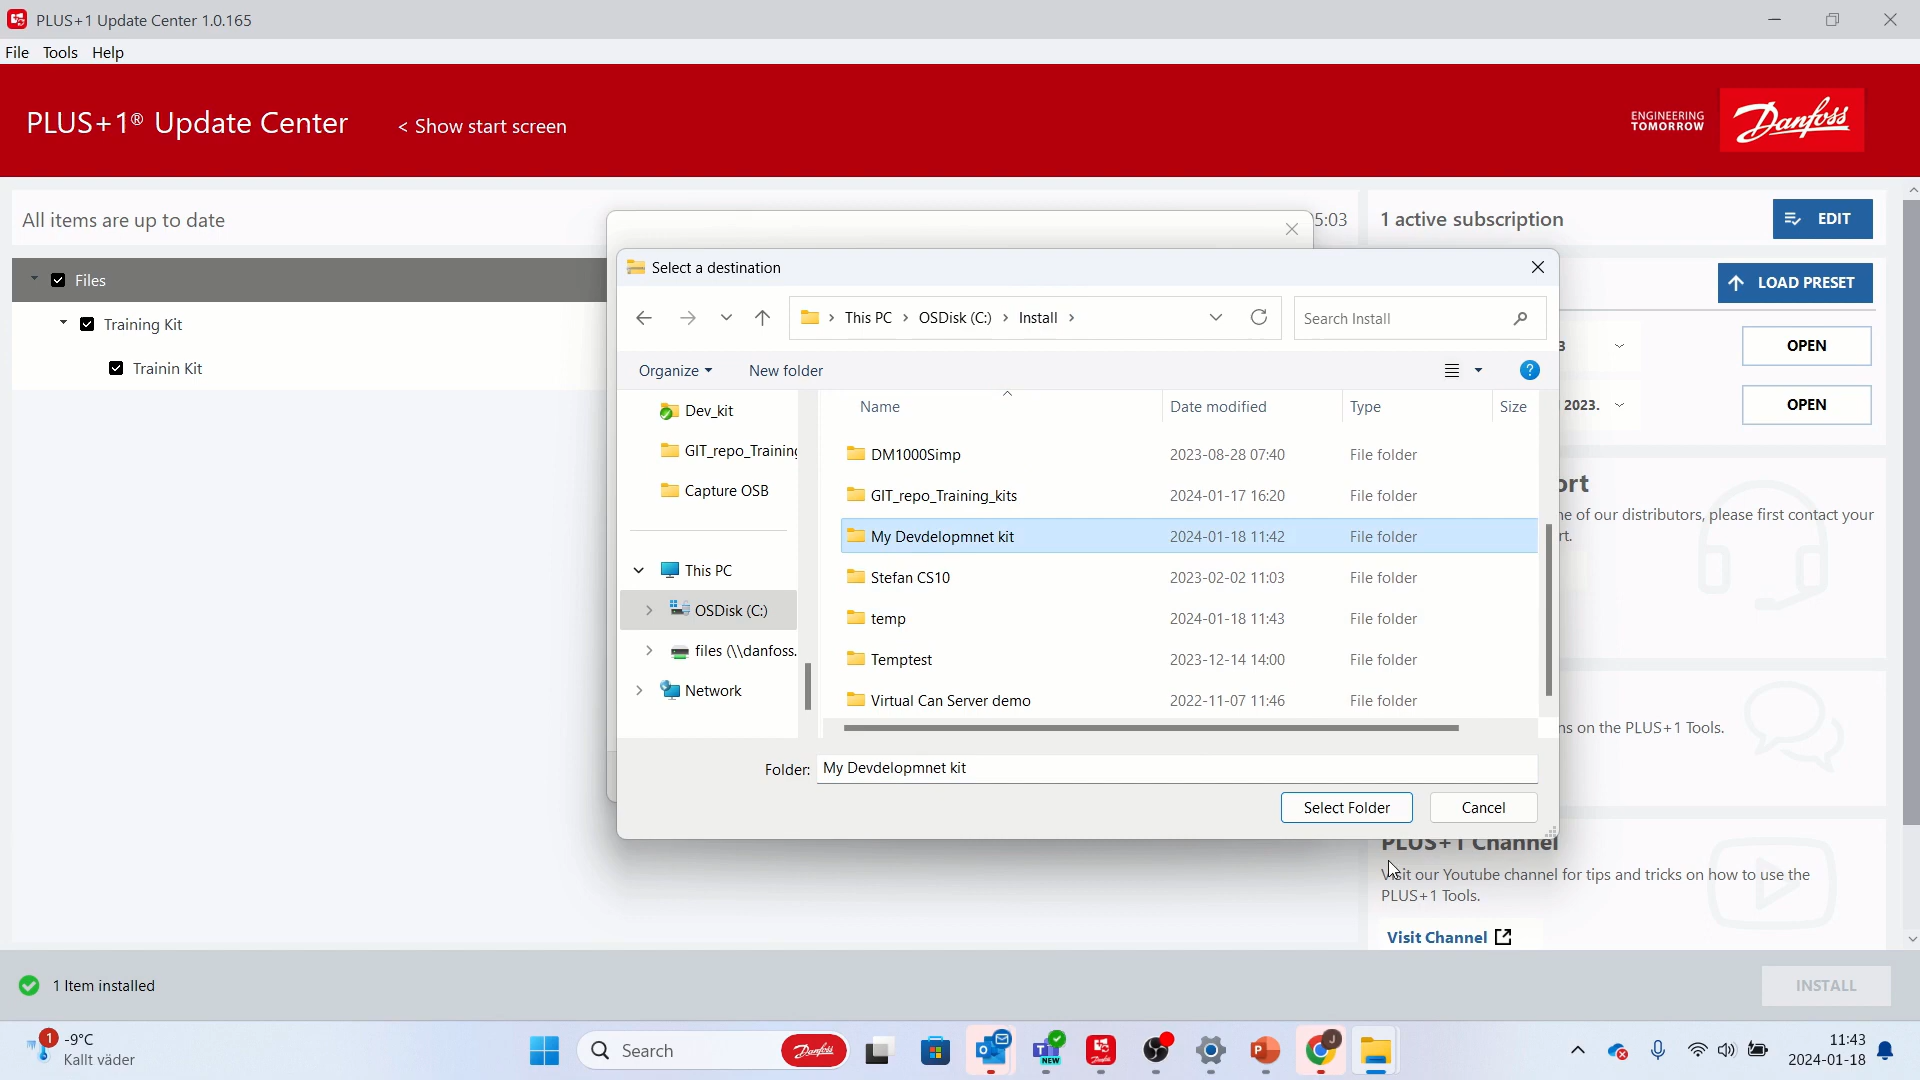 PLUS+1 Update Center 1.0.165
File Tools Help
PLUS+1® Update Center < Show start screen
ENGINEERING
TOMORROW
Danfoss
All items are up to date
5:03
1 active subscription
EDIT
Files
Training Kit
Trainin Kit
LOAD PRESET
3
OPEN
2023.
OPEN
ort
ne of our distributors, please first contact your
rt.
ns on the PLUS+1 Tools.
PLUS+1 Channel
Visit our Youtube channel for tips and tricks on how to use the
PLUS+1 Tools.
Visit Channel
Select a destination
This PC > OSDisk (C:) > Install >
Search Install
Organize New folder
Dev_kit
GIT_repo_Training
Capture OSB
This PC
OSDisk (C:)
files (\\danfoss.
Network
Name Date modified Type Size
DM1000Simp 2023-08-28 07:40 File folder
GIT_repo_Training_kits 2024-01-17 16:20 File folder
My Devdelopmnet kit 2024-01-18 11:42 File folder
Stefan CS10 2023-02-02 11:03 File folder
temp 2024-01-18 11:43 File folder
Temptest 2023-12-14 14:00 File folder
Virtual Can Server demo 2022-11-07 11:46 File folder
Folder: My Devdelopmnet kit
Select Folder Cancel
1 Item installed
INSTALL
1
-9°C
Kallt väder
Search
Danfoss
NEW
J
11:43
2024-01-18